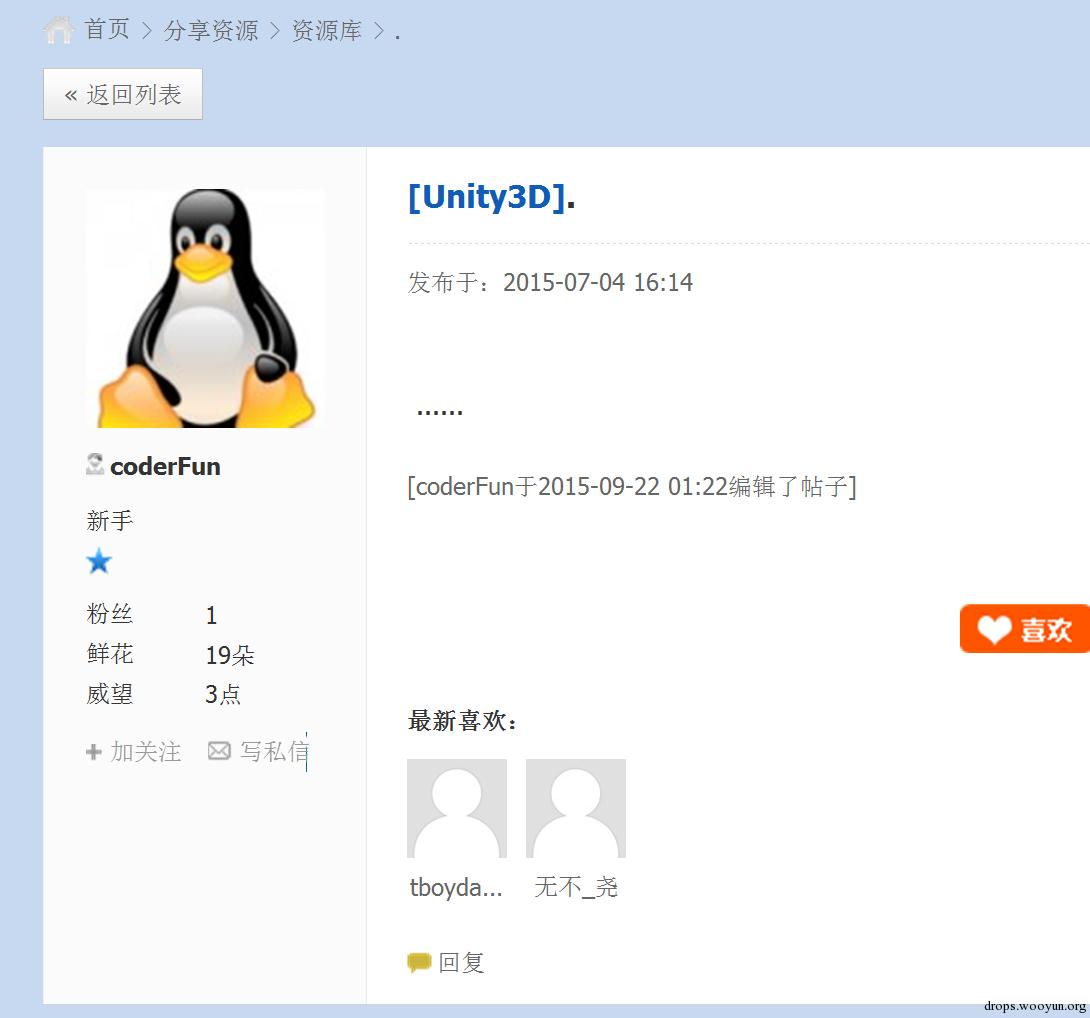 首页 > 分享资源 > 资源库 > .
« 返回列表
[Unity3D].
发布于：2015-07-04 16:14
......
[coderFun于2015-09-22 01:22编辑了帖子]
coderFun
新手
粉丝 1
鲜花 19朵
威望 3点
加关注 写私信
喜欢
最新喜欢：
tboyda... 无不_尧
回复
drops.wooyun.org